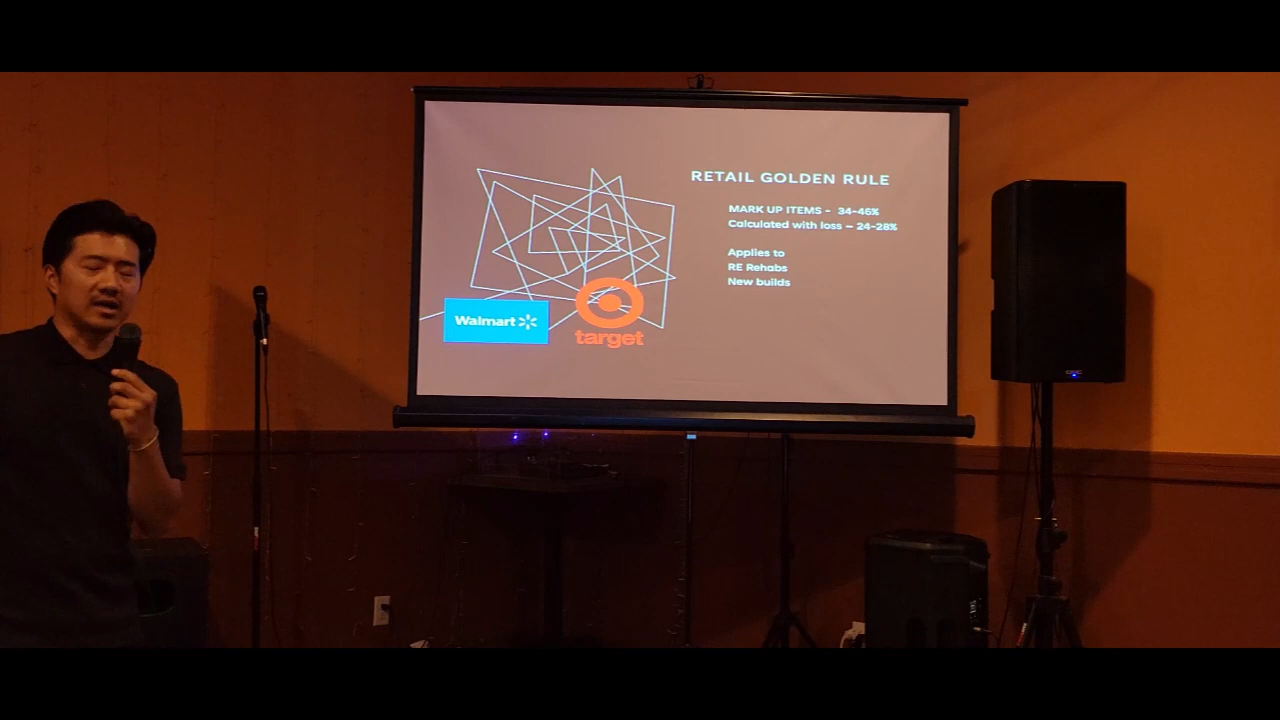 RETAIL GOLDEN RULE
MARK UP ITEMS - 34-46%
Calculated with loss – 24-28%
Applies to
RE Rehabs
New builds
Walmart
target
QSC